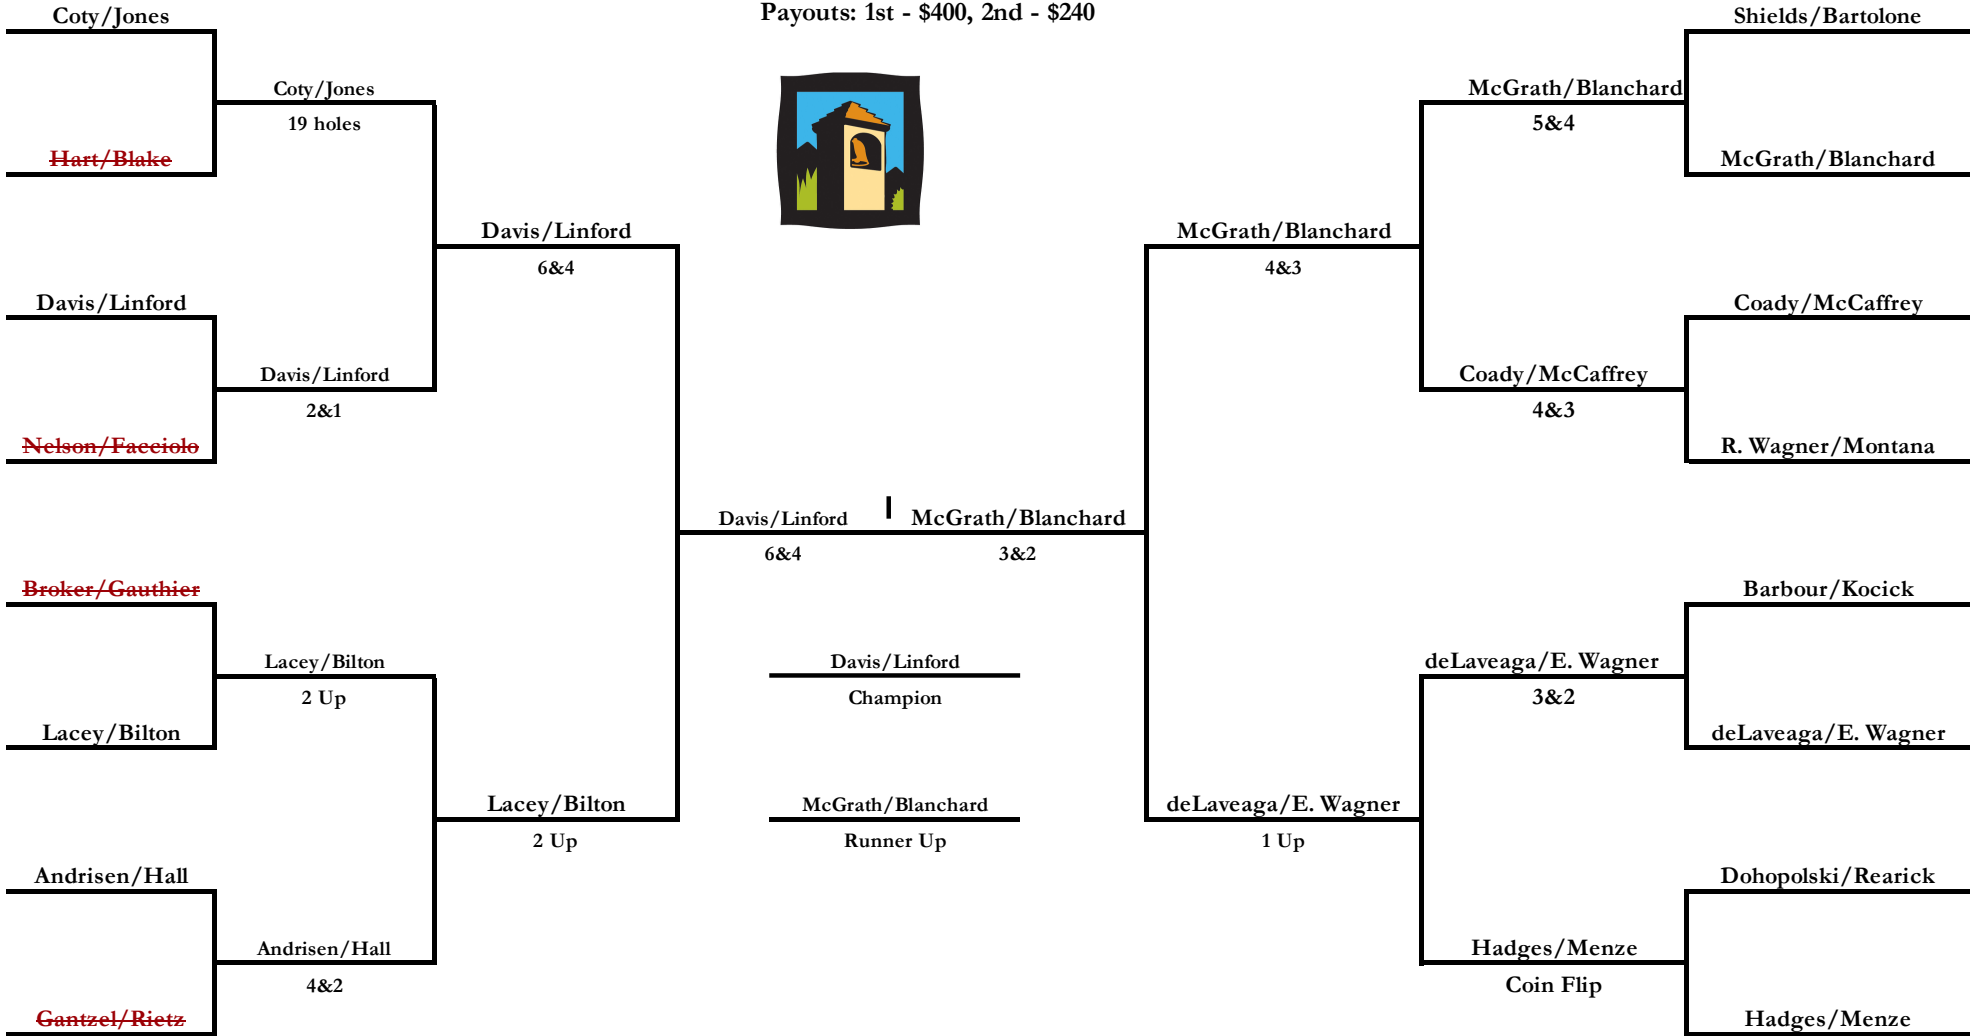 Payouts: 1st - $400, 2nd - $240
Coty/Jones
Coty/Jones
19 holes
Hart/Blake
Davis/Linford
6&4
Davis/Linford
Davis/Linford
2&1
Nelson/Facciolo
Davis/Linford
6&4
Broker/Gauthier
Lacey/Bilton
2 Up
Lacey/Bilton
Lacey/Bilton
2 Up
Andrisen/Hall
Andrisen/Hall
4&2
Gantzel/Rietz
Davis/Linford
Champion
McGrath/Blanchard
Runner Up
Shields/Bartolone
McGrath/Blanchard
5&4
McGrath/Blanchard
McGrath/Blanchard
4&3
Coady/McCaffrey
Coady/McCaffrey
4&3
R. Wagner/Montana
McGrath/Blanchard
3&2
Barbour/Kocick
deLaveaga/E. Wagner
3&2
deLaveaga/E. Wagner
deLaveaga/E. Wagner
1 Up
Dohopolski/Rearick
Hadges/Menze
Coin Flip
Hadges/Menze